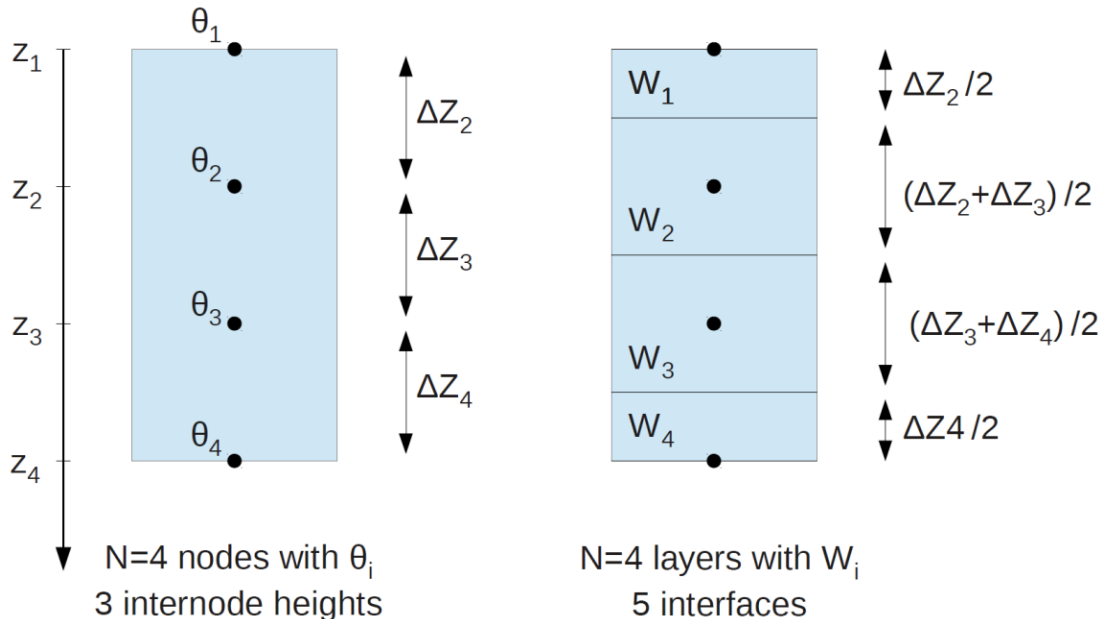 θ₁
z₁
ΔZ₂
θ₂
z₂
ΔZ₃
θ₃
z₃
ΔZ₄
θ₄
z₄
N=4 nodes with θᵢ
3 internode heights
W₁
ΔZ₂/2
W₂
(ΔZ₂+ΔZ₃)/2
W₃
(ΔZ₃+ΔZ₄)/2
W₄
ΔZ4/2
N=4 layers with Wᵢ
5 interfaces